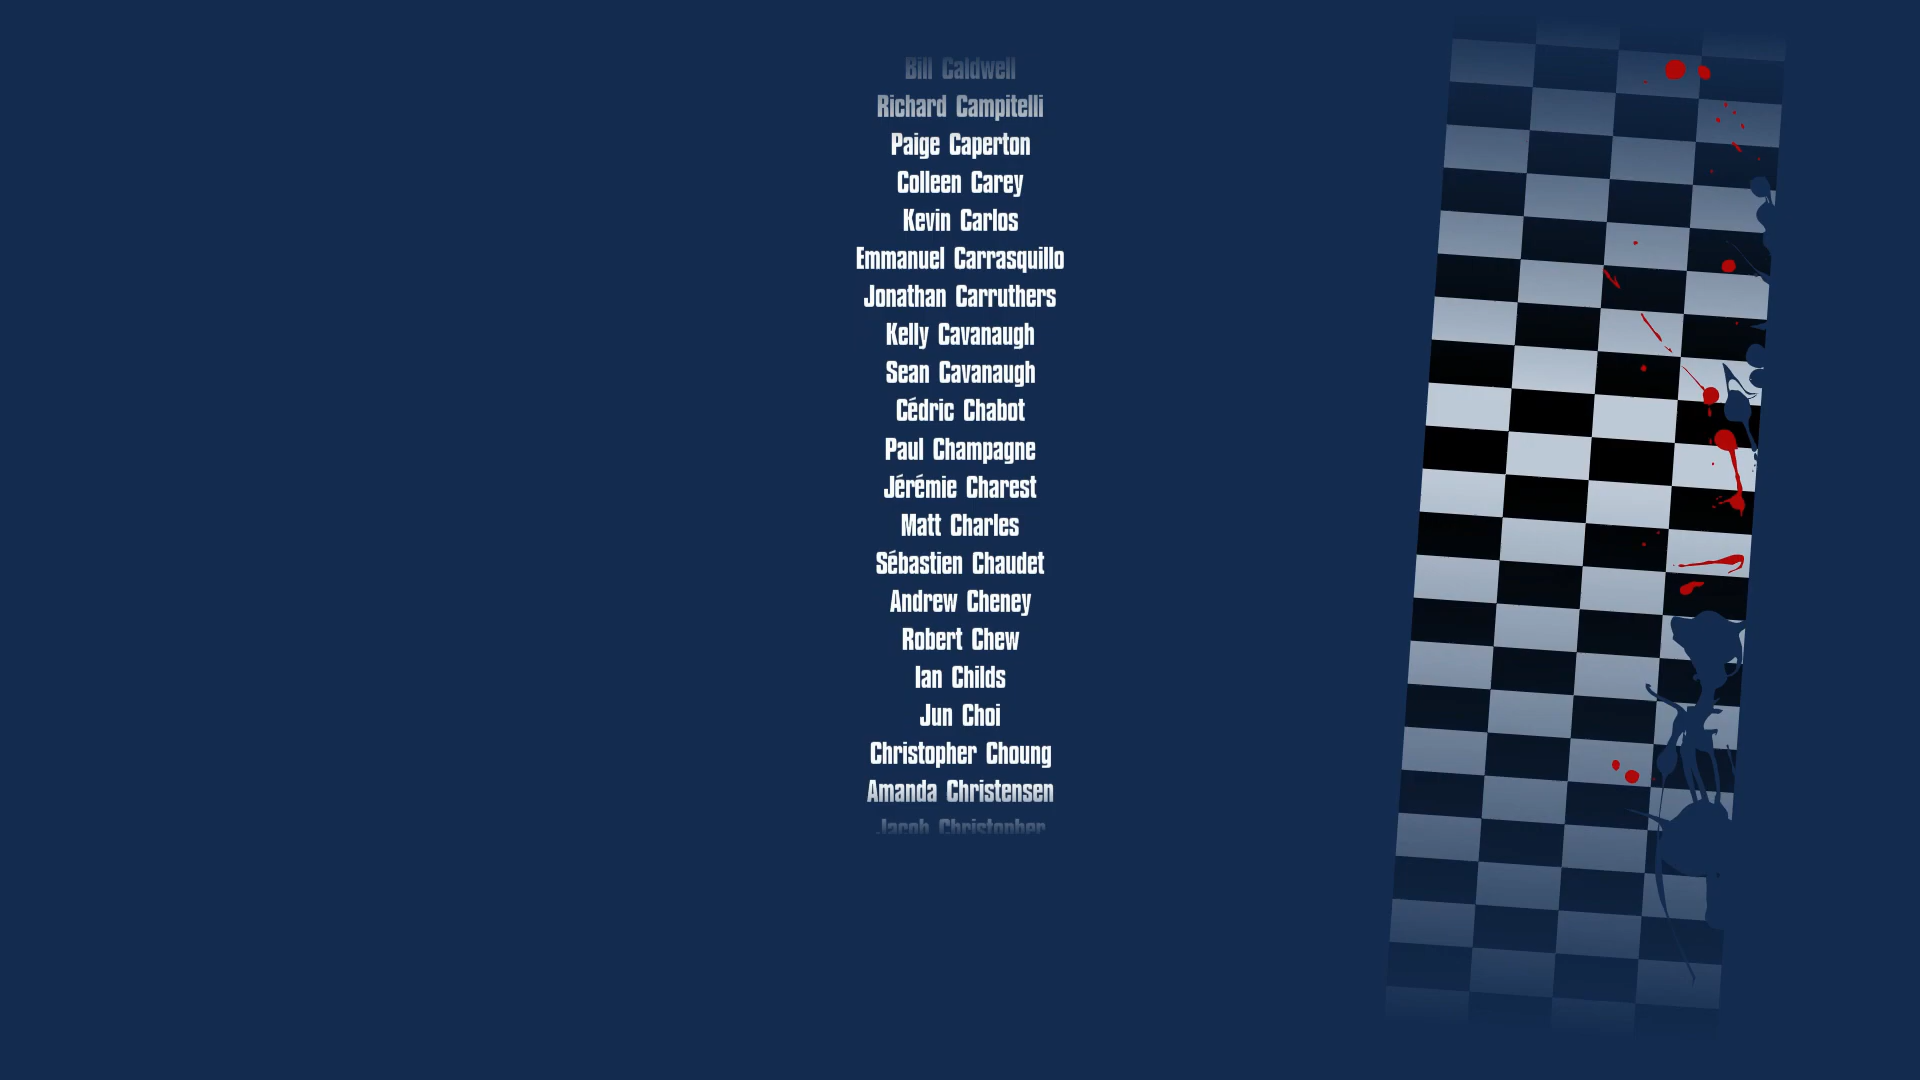 Bill Caldwell
Richard Campitelli
Paige Caperton
Colleen Carey
Kevin Carlos
Emmanuel Carrasquillo
Jonathan Carruthers
Kelly Cavanaugh
Sean Cavanaugh
Cédric Chabot
Paul Champagne
Jérémie Charest
Matt Charles
Sébastien Chaudet
Andrew Cheney
Robert Chew
Ian Childs
Jun Choi
Christopher Choung
Amanda Christensen
Jacob Christopher